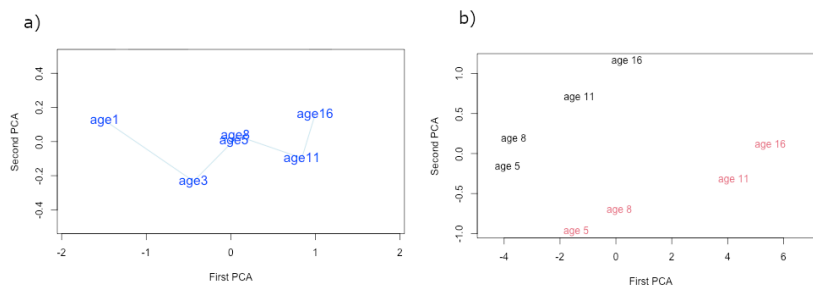 a)
Second PCA
0.4
0.2
0.0
-0.2
-0.4
age1
age3
age8
age5
age11
age16
-2
-1
0
1
2
First PCA
b)
Second PCA
1.0
0.5
0.0
-0.5
-1.0
age 16
age 11
age 8
age 5
age 16
age 11
age 8
age 5
-4
-2
0
2
4
6
First PCA